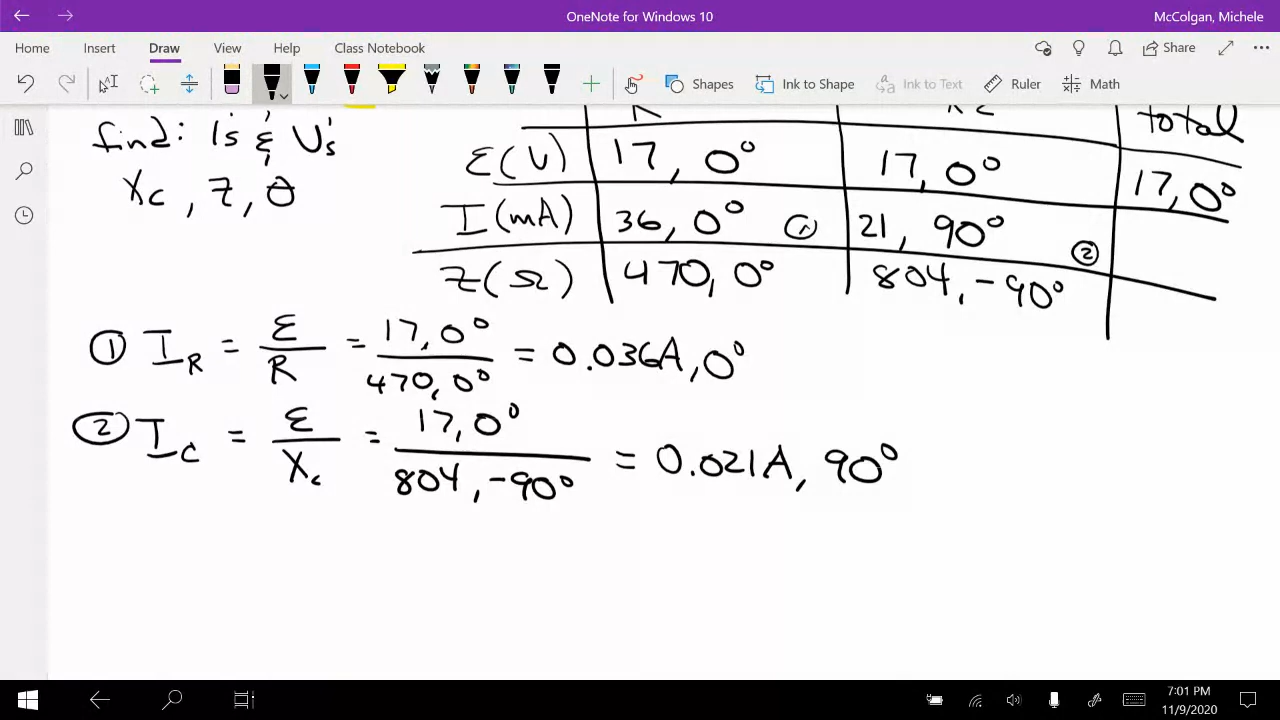 OneNote for Windows 10
McColgan, Michele
Home Insert Draw View Help Class Notebook Share
Shapes Ink to Shape Ink to Text Ruler Math
find: I's & V's
Xc, Z, θ
R Xc total
ε(V) 17, 0° 17, 0° 17, 0°
I(mA) 36, 0° ① 21, 90° ②
Z(Ω) 470, 0° 804, -90°
① I_R = ε/R = 17, 0°/470, 0° = 0.036A, 0°
② I_C = ε/Xc = 17, 0°/804, -90° = 0.021A, 90°
7:01 PM
11/9/2020